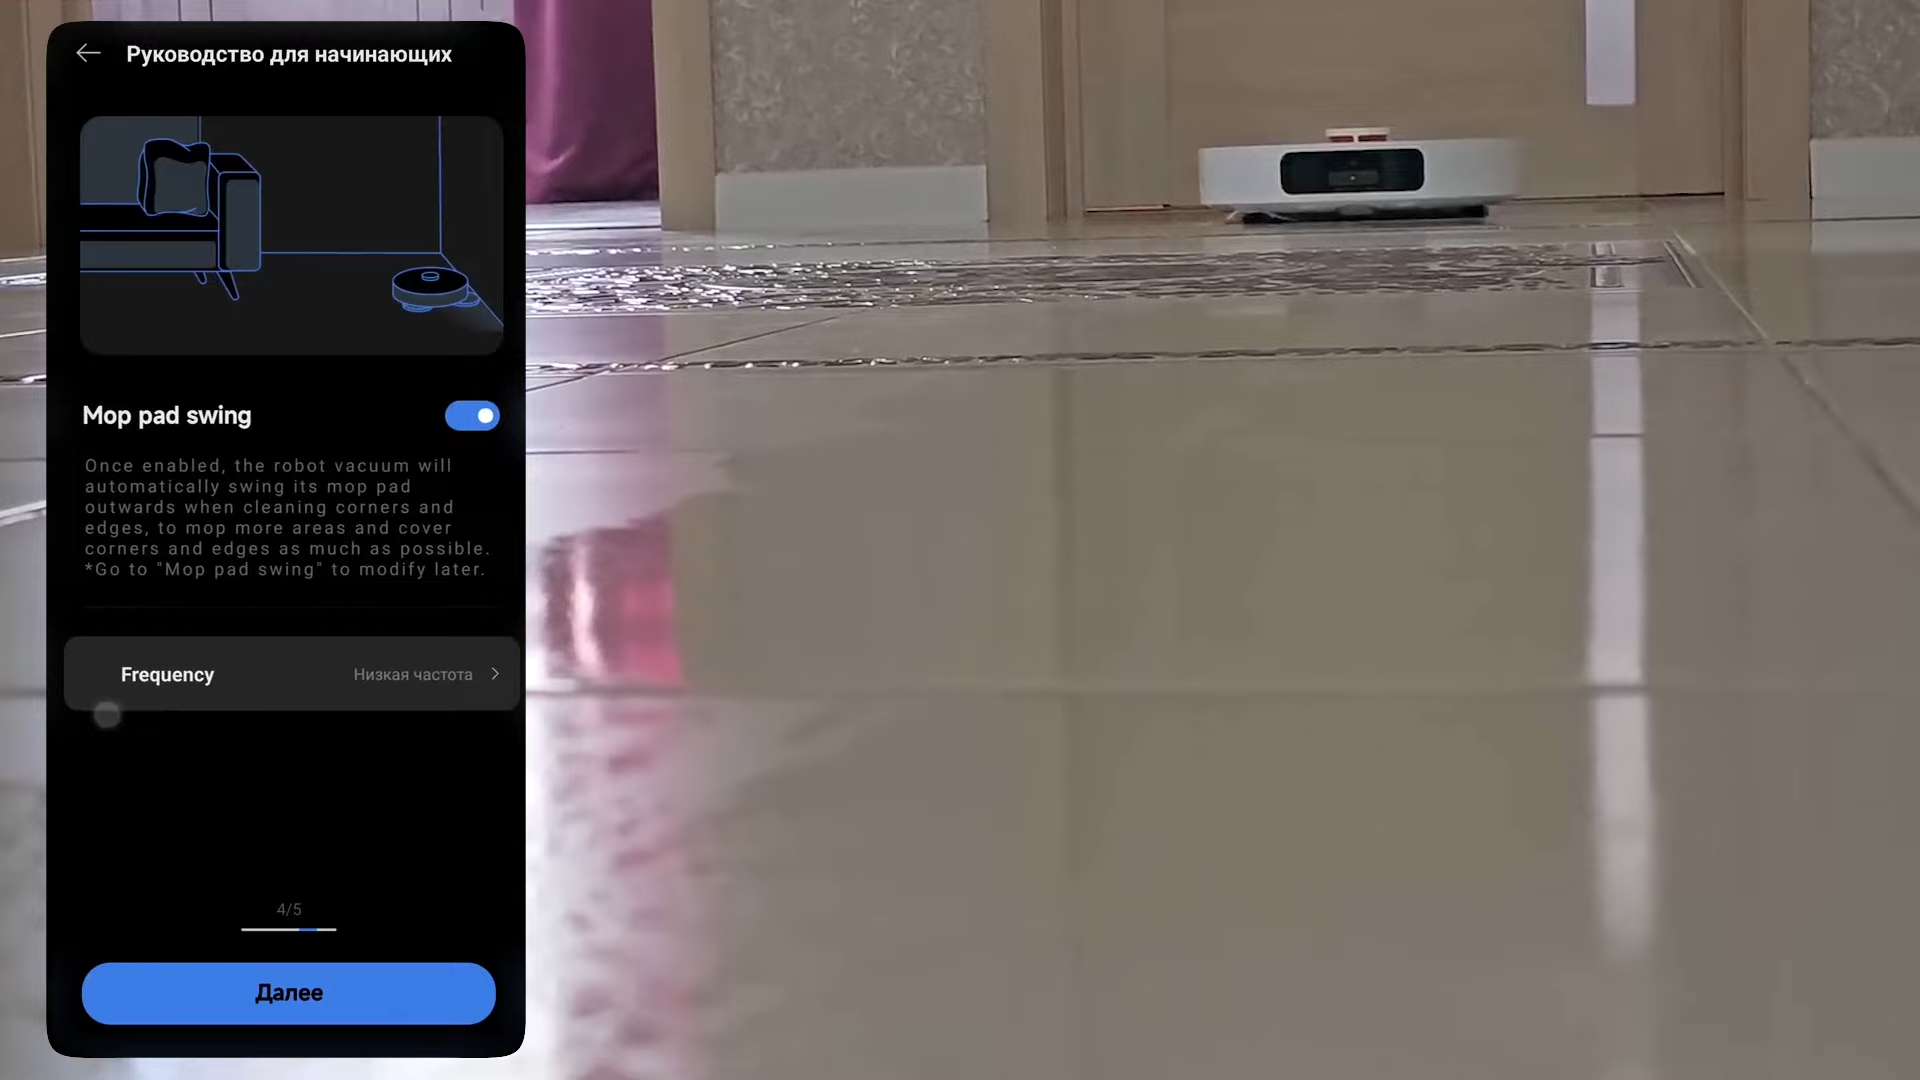 Руководство для начинающих
Mop pad swing
Once enabled, the robot vacuum will
automatically swing its mop pad
outwards when cleaning corners and
edges, to mop more areas and cover
corners and edges as much as possible.
*Go to "Mop pad swing" to modify later.
Frequency
Низкая частота
4/5
Далее